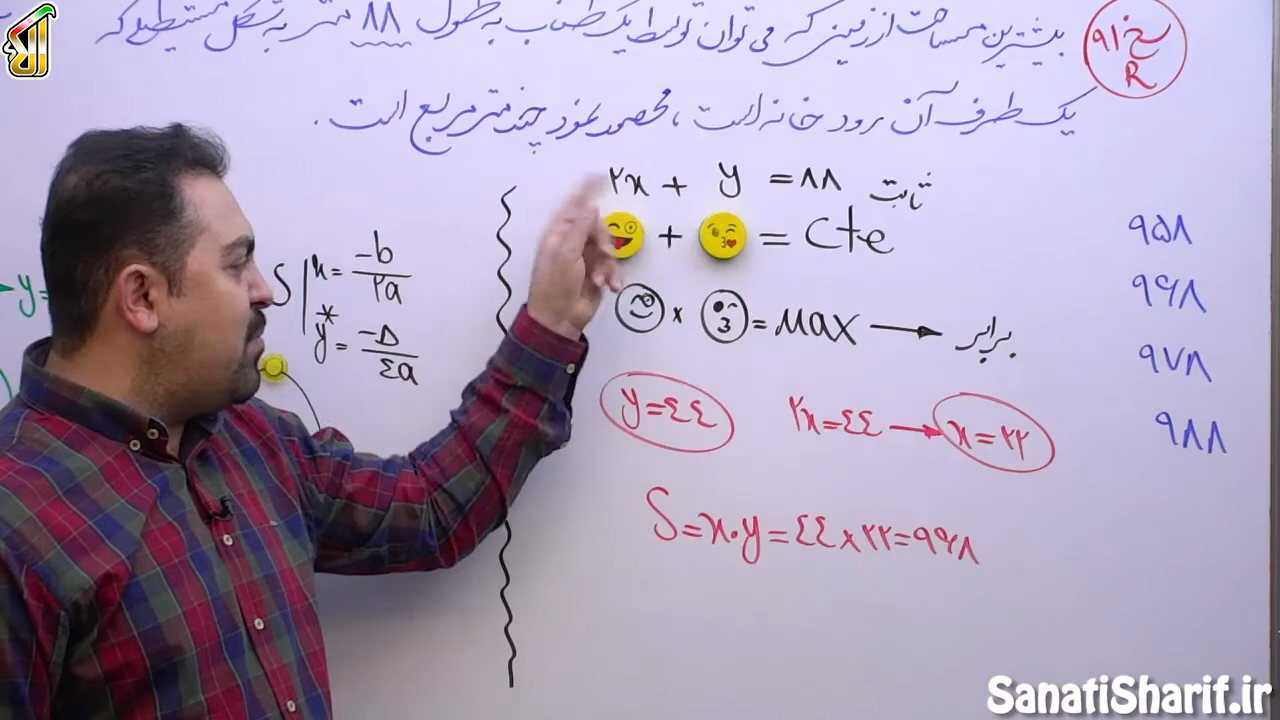 بیشترین مساحت از زمینی که می توان توسط یک طناب به طول ۸۸ متر به شکل مستطیلی که
یک طرف آن رودخانه است، محصور نمود چند متر مربع است.
سخ ۹۱
R
۲x + y = ۸۸ ثابت
+ = cte
× = Max → برابر
y=۴۴ ۲x=۴۴ → x=۲۲
S=x.y=۴۴×۲۲=۹۶۸
۹۵۸
۹۶۸
۹۷۸
۹۸۸
S
x = -b/۲a
y* = -Δ/۴a
y=
SanatiSharif.ir